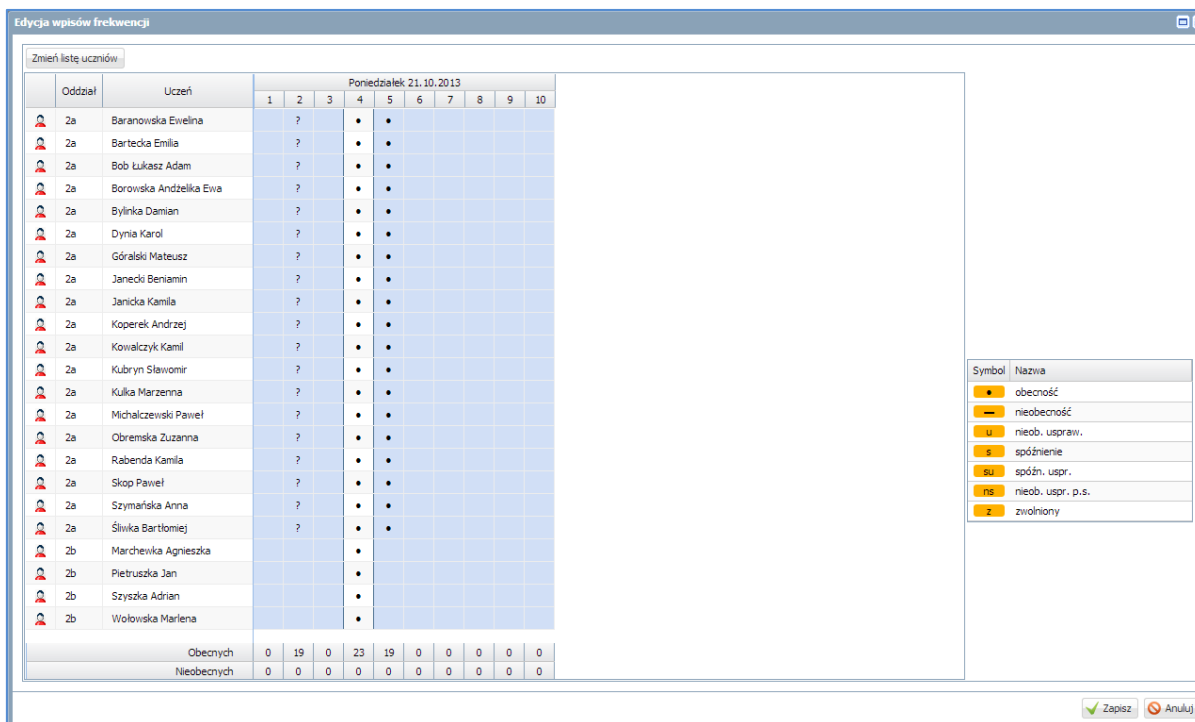 Edycja wpisów frekwencji
Zmień listę uczniów
Oddział Uczeń Poniedziałek 21.10.2013
1 2 3 4 5 6 7 8 9 10
2a Baranowska Ewelina ? • •
2a Bartecka Emilia ? • •
2a Bob Łukasz Adam ? • •
2a Borowska Andżelika Ewa ? • •
2a Bylinka Damian ? • •
2a Dynia Karol ? • •
2a Góralski Mateusz ? • •
2a Janecki Beniamin ? • •
2a Janicka Kamila ? • •
2a Koperek Andrzej ? • •
2a Kowalczyk Kamil ? • •
2a Kubryn Sławomir ? • •
2a Kulka Marzenna ? • •
2a Michalczewski Paweł ? • •
2a Obremska Zuzanna ? • •
2a Rabenda Kamila ? • •
2a Skop Paweł ? • •
2a Szymańska Anna ? • •
2a Śliwka Bartłomiej ? • •
2b Marchewka Agnieszka •
2b Pietruszka Jan •
2b Szyszka Adrian •
2b Wołowska Marlena •
Obecnych 0 19 0 23 19 0 0 0 0 0
Nieobecnych 0 0 0 0 0 0 0 0 0 0
Symbol Nazwa
• obecność
— nieobecność
u nieob. uspraw.
s spóźnienie
su spóźn. uspr.
ns nieob. uspr. p.s.
z zwolniony
Zapisz Anuluj